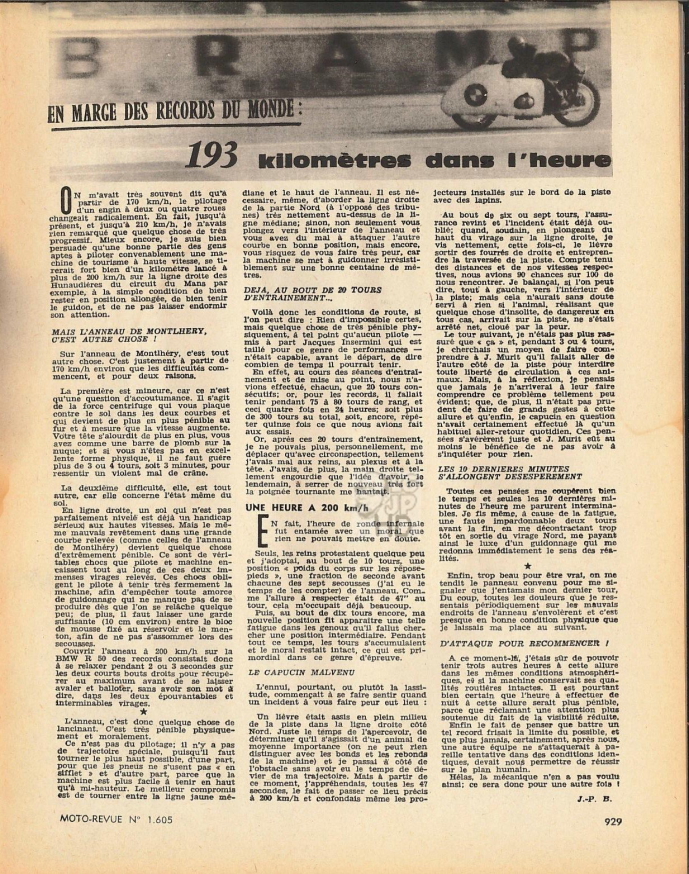 BRAMP
EN MARGE DES RECORDS DU MONDE :
193 kilomètres dans l'heure
ON m'avait très souvent dit qu'à
partir de 170 km/h, le pilotage
d'un engin à deux ou quatre roues
changeait radicalement. En fait, jusqu'à
présent, et jusqu'à 210 km/h, je n'avais
rien remarqué que quelque chose de très
progressif. Mieux encore, je suis bien
persuadé qu'une bonne partie des gens
aptes à piloter convenablement une ma-
chine de tourisme à haute vitesse, se ti-
rerait fort bien d'un kilomètre lancé à
plus de 200 km/h sur la ligne droite des
Hunaudières du circuit du Mans par
exemple, à la simple condition de bien
rester en position allongée, de bien tenir
le guidon, et de ne pas laisser endormir
son attention.
MAIS L'ANNEAU DE MONTLHERY,
C'EST AUTRE CHOSE !
Sur l'anneau de Montlhéry, c'est tout
autre chose. C'est justement à partir de
170 km/h environ que les difficultés com-
mencent, et pour deux raisons.
La première est mineure, car ce n'est
qu'une question d'accoutumance. Il s'agit
de la force centrifuge qui vous plaque
contre le sol dans les deux courbes et
qui devient de plus en plus pénible au
fur et à mesure que la vitesse augmente.
Votre tête s'alourdit de plus en plus, vous
avez comme une barre de plomb sur la
nuque; et si vous n'êtes pas en excel-
lente forme physique, il ne faut guère
plus de 3 ou 4 tours, soit 3 minutes, pour
ressentir un violent mal de crâne.
La deuxième difficulté, elle, est tout
autre, car elle concerne l'état même du
sol.
En ligne droite, un sol qui n'est pas
parfaitement nivelé est déjà un handicap
sérieux aux hautes vitesses. Mais le mê-
me mauvais revêtement dans une grande
courbe relevée (comme celles de l'anneau
de Montlhéry) devient quelque chose
d'extrêmement pénible. Ce sont de véri-
tables chocs que pilote et machine en-
caissent tout au long de ces deux im-
menses virages relevés. Ces chocs obli-
gent le pilote à tenir très fermement la
machine, afin d'empêcher toute amorce
de guidonnage qui ne manque pas de se
produire dès que l'on se relâche quelque
peu; de plus, il faut laisser une garde
suffisante (10 cm environ) entre le bloc
de mousse fixé au réservoir et le men-
ton, afin de ne pas s'assommer lors des
secousses.
Couvrir l'anneau à 200 km/h sur la
BMW R 50 des records consistait donc
à se relaxer pendant 2 ou 3 secondes sur
les deux courts bouts droits pour récupé-
rer au maximum avant de se laisser
avaler et ballotter, sans avoir son mot à
dire, dans les deux épouvantables et
interminables virages.
★
L'anneau, c'est donc quelque chose de
lancinant. C'est très pénible physique-
ment et moralement.
Ce n'est pas du pilotage; il n'y a pas
de trajectoire spéciale, puisqu'il faut
tourner le plus haut possible, d'une part,
pour que les pneus ne s'usent pas « en
sifflet » et d'autre part, parce que la
machine est plus facile à tenir en haut
qu'à mi-hauteur. Le meilleur compromis
est de tourner entre la ligne jaune mé-
diane et le haut de l'anneau. Il est né-
cessaire, même, d'aborder la ligne droite
de la partie Nord (à l'opposé des tribu-
nes) très nettement au-dessus de la li-
gne médiane; sinon, non seulement vous
plongez vers l'intérieur de l'anneau et
vous avez du mal à attaquer l'autre
courbe en bonne position, mais encore,
vous risquez de vous faire très peur, car
la machine se met à guidonner irrésisti-
blement sur une bonne centaine de mè-
tres.
DEJA, AU BOUT DE 20 TOURS
D'ENTRAINEMENT...
Voilà donc les conditions de route, si
l'on peut dire : Rien d'impossible certes,
mais quelque chose de très pénible phy-
siquement, à tel point qu'aucun pilote —
mis à part Jacques Insermini qui est
taillé pour ce genre de performances —
n'était capable, avant le départ, de dire
combien de temps il pourrait tenir.
En effet, au cours des séances d'entraî-
nement et de mise au point, nous n'a-
vions effectué, chacun, que 20 tours con-
sécutifs; or, pour les records, il fallait
tenir pendant 75 à 80 tours de rang, et
ceci quatre fois en 24 heures; soit plus
de 300 tours au total, soit, encore, répé-
ter quinze fois ce que nous avions fait
aux essais.
Or, après ces 20 tours d'entraînement,
je ne pouvais plus, personnellement, me
déplacer qu'avec circonspection, tellement
j'avais mal aux reins, au plexus et à la
tête. J'avais, de plus, la main droite tel-
lement engourdie que l'idée d'avoir, le
lendemain, à serrer de nouveau très fort
la poignée tournante me hantait.
UNE HEURE A 200 km/h
EN fait, l'heure de ronde infernale
fut entamée avec un moral que
rien ne pouvait mettre en doute.
Seuls, les reins protestaient quelque peu
et j'adoptai, au bout de 10 tours, une
position « poids du corps sur les repose-
pieds », une fraction de seconde avant
chacune des sept secousses (j'ai eu le
temps de les compter) de l'anneau. Com-
me l'allure à respecter était de 47'' au
tour, cela m'occupait déjà beaucoup.
Puis, au bout de dix tours encore, ma
nouvelle position fit apparaître une telle
fatigue dans les genoux qu'il fallut cher-
cher une position intermédiaire. Pendant
tout ce temps, les tours s'accumulaient
et le moral restait intact, ce qui est pri-
mordial dans ce genre d'épreuve.
LE CAPUCIN MALVENU
L'ennui, pourtant, ou plutôt la lassi-
tude, commençait à se faire sentir quand
un incident à vous faire peur eut lieu :
Un lièvre était assis en plein milieu
de la piste dans la ligne droite côté
Nord. Juste le temps de l'apercevoir, de
déterminer qu'il s'agissait d'un animal de
moyenne importance (on ne peut rien
distinguer avec les bonds et les rebonds
de la machine) et je passai à côté de
l'obstacle sans avoir eu le temps de dé-
vier de ma trajectoire. Mais à partir de
ce moment, j'appréhendais, toutes les 47
secondes, le fait de passer ce lieu précis
à 200 km/h et confondais même les pro-
jecteurs installés sur le bord de la piste
avec des lapins.
Au bout de six ou sept tours, l'assu-
rance revint et l'incident était déjà ou-
blié; quand, soudain, en plongeant du
haut du virage sur la ligne droite, je
vis nettement, cette fois-ci, le lièvre
sortir des fourrés de droite et entrepren-
dre la traversée de la piste. Compte tenu
des distances et de nos vitesses respec-
tives, nous avions 90 chances sur 100 de
nous rencontrer. Je balançai, si l'on peut
dire, tout à gauche, vers l'intérieur de
la piste; mais cela n'aurait sans doute
servi à rien si l'animal, réalisant que
quelque chose d'insolite, de dangereux en
tous cas, arrivait sur la piste, ne s'était
arrêté net, cloué par la peur.
Le tour suivant, je n'étais pas plus ras-
suré que « ça » et, pendant 3 ou 4 tours,
je cherchais un moyen de faire com-
prendre à J. Murit qu'il fallait aller de
l'autre côté de la piste pour interdire
toute liberté de circulation à ces ani-
maux. Mais, à la réflexion, je pensais
que jamais je n'arriverai à leur faire
comprendre ce problème tellement peu
évident; que, de plus, il n'était pas pru-
dent de faire de grands gestes à cette
allure et qu'enfin, le capucin en question
n'avait certainement effectué là qu'un
habituel aller-retour quotidien. Ces pen-
sées s'avérèrent juste et J. Murit eut au
moins le bénéfice de ne pas avoir à
s'inquiéter pour rien.
LES 10 DERNIERES MINUTES
S'ALLONGENT DESESPEREMENT
Toutes ces pensées me coupèrent bien
le temps et seules les 10 dernières mi-
nutes de l'heure me parurent intermina-
bles. Je fis même, à cause de la fatigue,
une faute impardonnable deux tours
avant la fin, en me décontractant trop
tôt en sortie du virage Nord, me payant
ainsi le luxe d'un guidonnage qui me
redonna immédiatement le sens des réa-
lités.
★
Enfin, trop beau pour être vrai, on me
tendit le panneau convenu pour me si-
gnaler que j'entamais mon dernier tour,
Du coup, toutes les douleurs que je res-
sentais périodiquement sur les mauvais
endroits de l'anneau s'envolèrent et c'est
presque en bonne condition physique que
je laissais ma place au suivant.
D'ATTAQUE POUR RECOMMENCER !
A ce moment-là, j'étais sûr de pouvoir
tenir trois autres heures à cette allure
dans les mêmes conditions atmosphéri-
ques, et si la machine conservait ses qua-
lités routières intactes. Il est pourtant
bien certain que l'heure à effectuer de
nuit à cette allure serait plus pénible,
parce que réclamant une attention plus
soutenue du fait de la visibilité réduite.
Enfin le fait de penser que battre un
tel record frisait la limite du possible, et
que plus jamais, certainement, après nous,
une autre équipe ne s'attaquerait à pa-
reille tentative dans des conditions iden-
tiques, devait nous permettre de réussir
sur le plan humain.
Hélas, la mécanique n'en a pas voulu
ainsi; ce sera donc pour une autre fois !
J.-P. B.
MOTO-REVUE N° 1.605
929